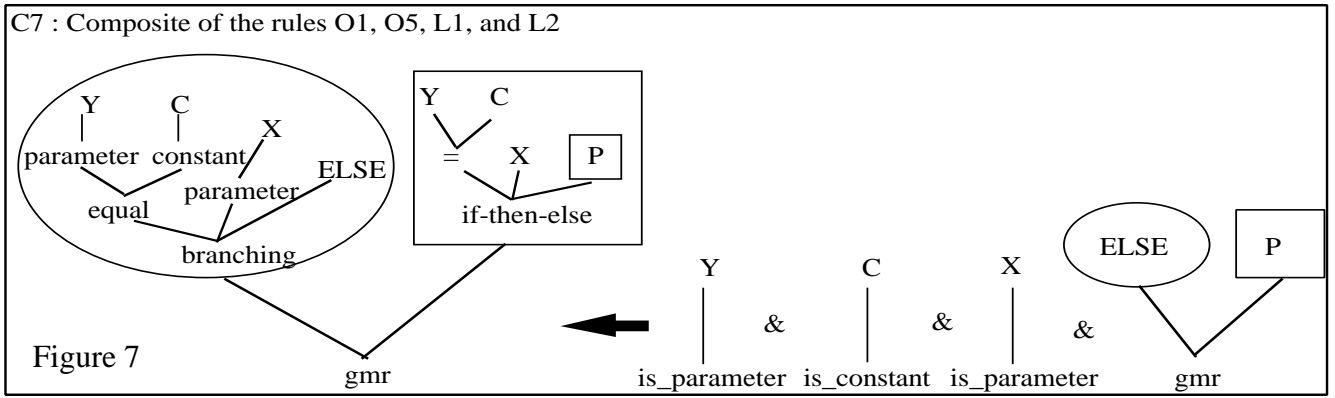 C7 : Composite of the rules O1, O5, L1, and L2
Y C
Y C X
parameter constant = X P
ELSE
parameter
equal if-then-else
branching ELSE P
Y C X
& & &
Figure 7
gmr is_parameter is_constant is_parameter gmr